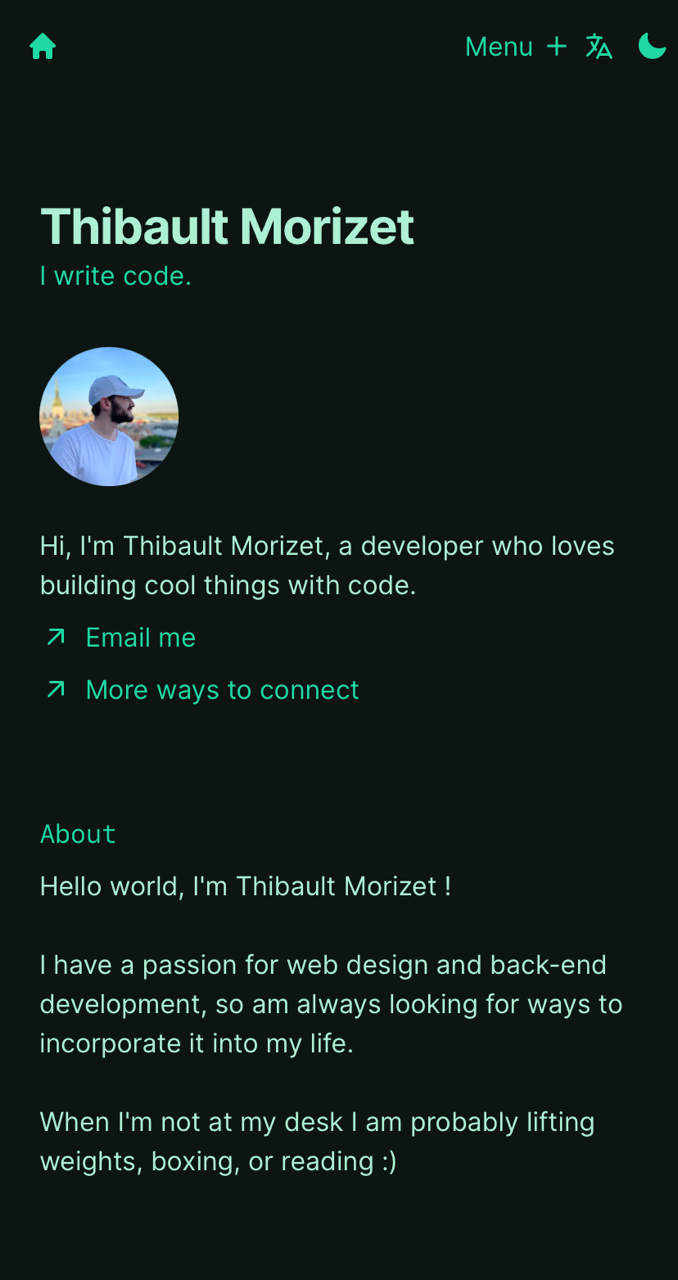 Menu +
Thibault Morizet
I write code.
Hi, I'm Thibault Morizet, a developer who loves
building cool things with code.
Email me
More ways to connect
About
Hello world, I'm Thibault Morizet !
I have a passion for web design and back-end
development, so am always looking for ways to
incorporate it into my life.
When I'm not at my desk I am probably lifting
weights, boxing, or reading :)